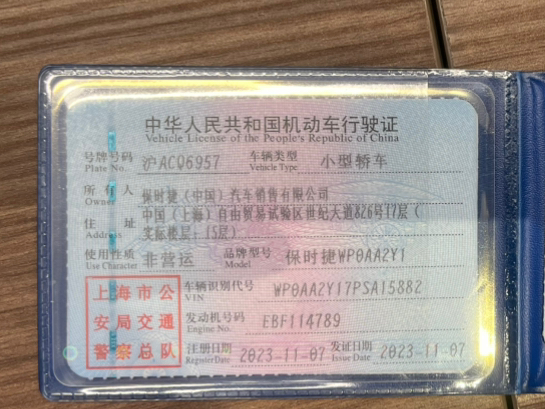 中华人民共和国机动车行驶证
Vehicle License of the People's Republic of China
号牌号码 沪ACQ6957 车辆类型 小型轿车
Plate No. Vehicle Type
所有人 保时捷（中国）汽车销售有限公司
Owner
住址 中国（上海）自由贸易试验区世纪大道826号17层（
Address 实际楼层：15层）
使用性质 非营运 品牌型号 保时捷WP0AA2Y1
Use Character Model
上海市公
安局交通
警察总队
车辆识别代号 WP0AA2Y17PSA15882
VIN
发动机号码 EBF114789
Engine No.
注册日期 2023-11-07 发证日期 2023-11-07
Register Date Issue Date